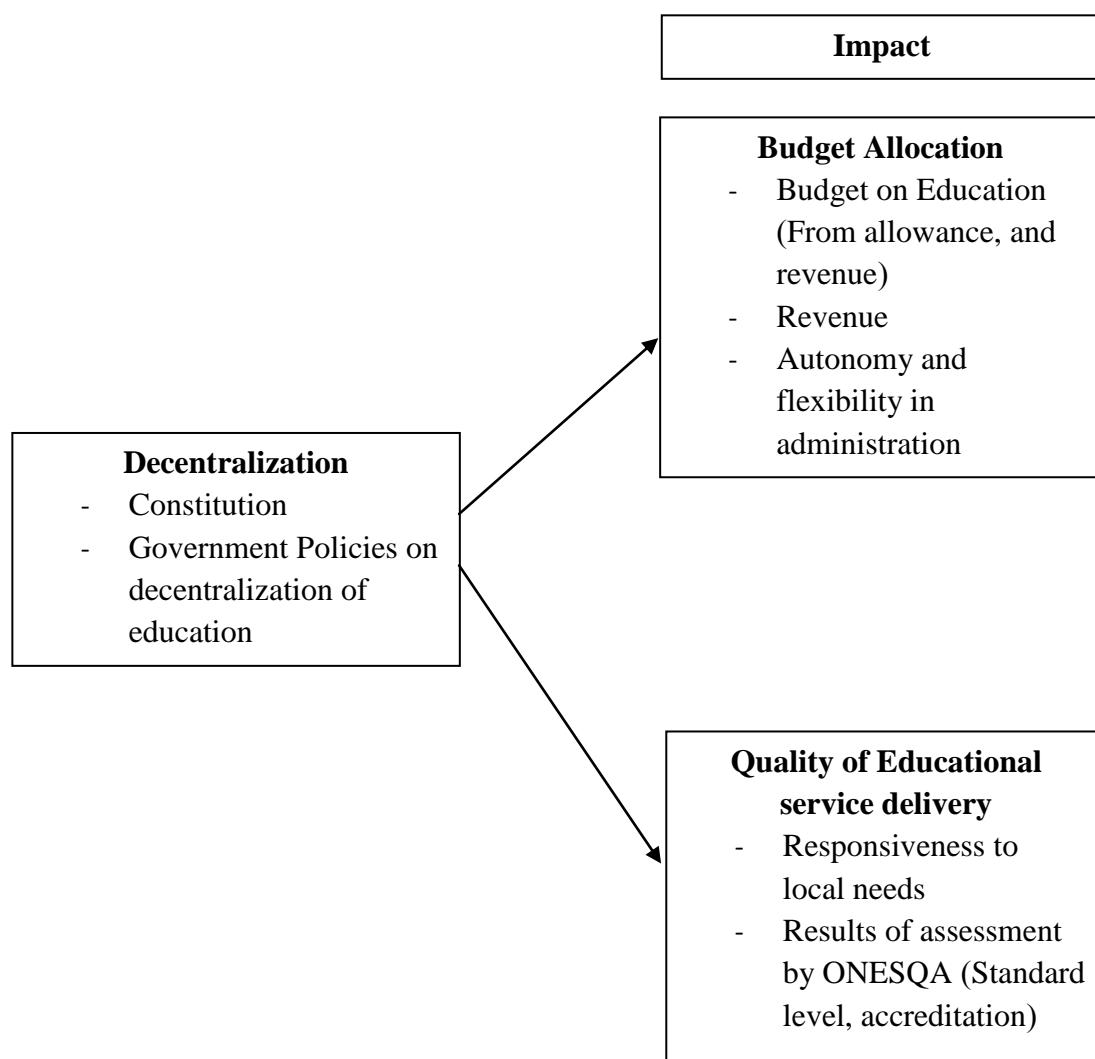 Impact
Budget Allocation
- Budget on Education
(From allowance, and
revenue)
- Revenue
- Autonomy and
flexibility in
administration
Decentralization
- Constitution
- Government Policies on
decentralization of
education
Quality of Educational
service delivery
- Responsiveness to
local needs
- Results of assessment
by ONESQA (Standard
level, accreditation)